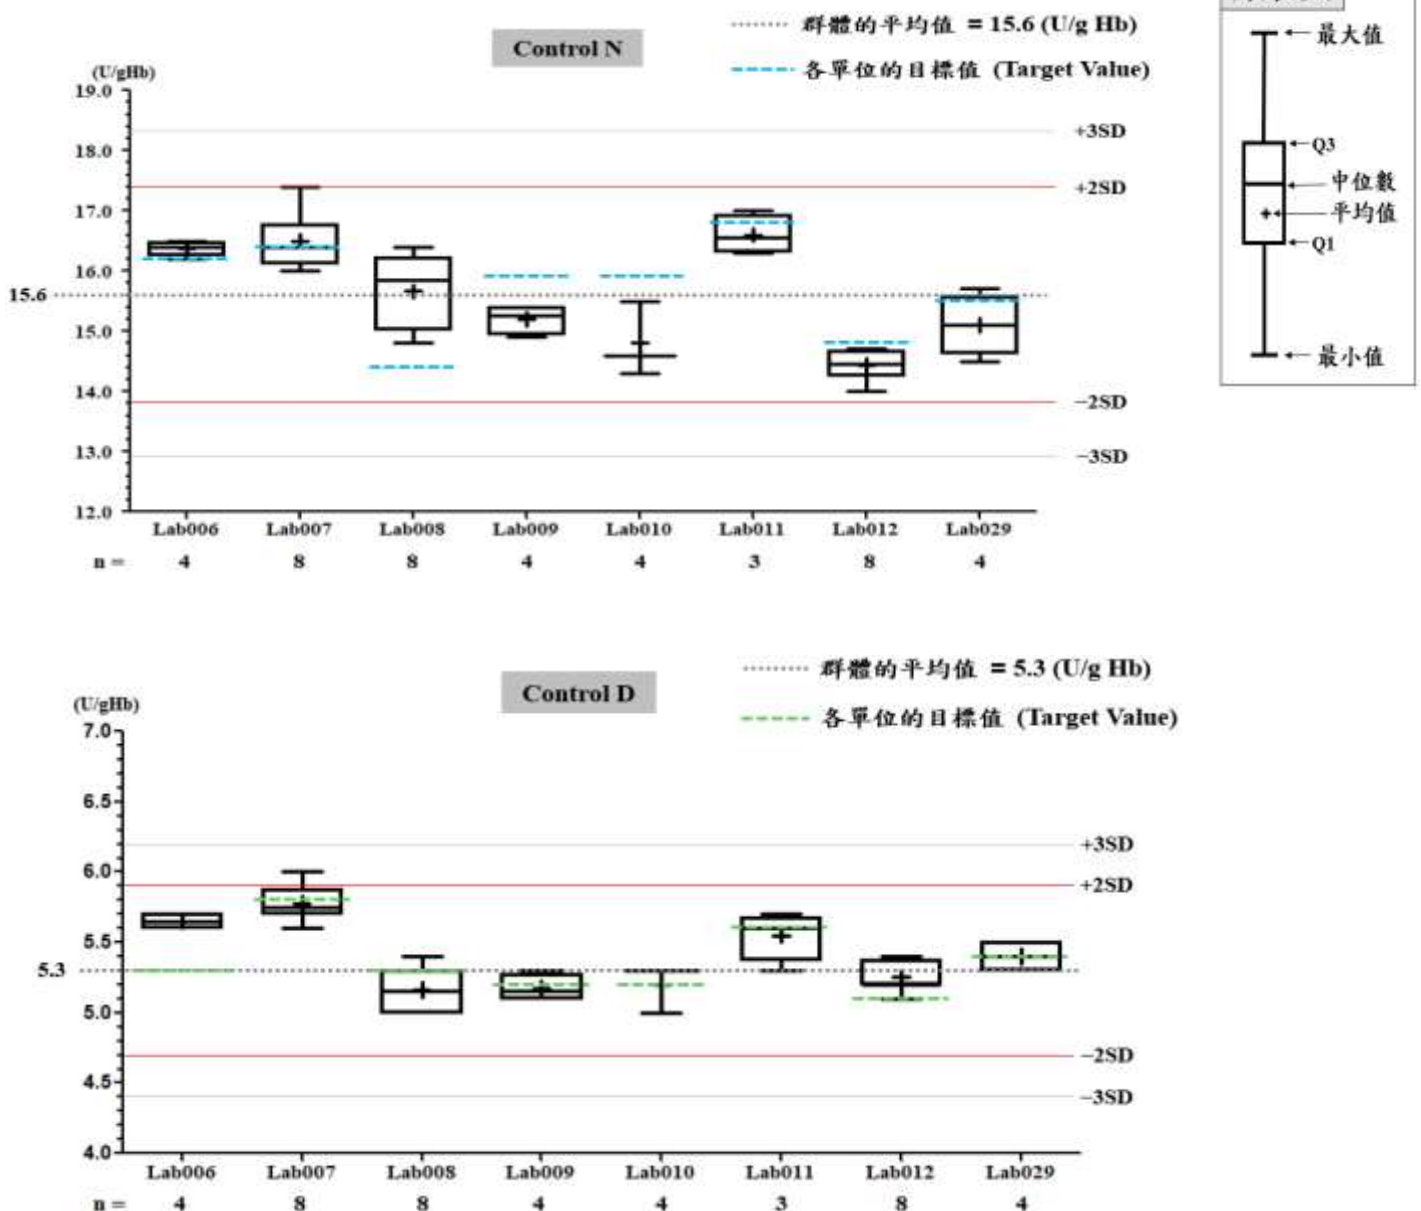 Control N
群體的平均值 = 15.6 (U/g Hb)
各單位的目標值 (Target Value)
(U/gHb)
19.0
18.0
17.0
16.0
15.6
15.0
14.0
13.0
12.0
+3SD
+2SD
−2SD
−3SD
Lab006 Lab007 Lab008 Lab009 Lab010 Lab011 Lab012 Lab029
n = 4 8 8 4 4 3 8 4
最大值
Q3
中位數
平均值
Q1
最小值
Control D
群體的平均值 = 5.3 (U/g Hb)
各單位的目標值 (Target Value)
(U/gHb)
7.0
6.5
6.0
5.5
5.3
5.0
4.5
4.0
+3SD
+2SD
−2SD
−3SD
Lab006 Lab007 Lab008 Lab009 Lab010 Lab011 Lab012 Lab029
n = 4 8 8 4 4 3 8 4